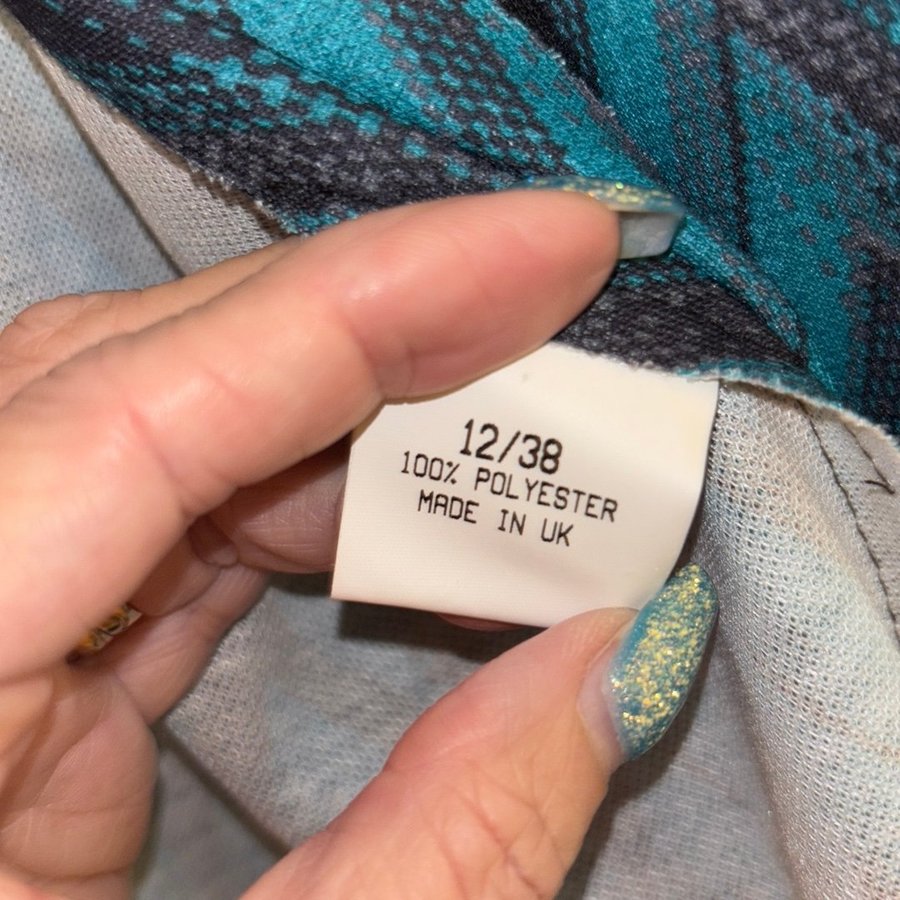 12/38
100% POLYESTER
MADE IN UK